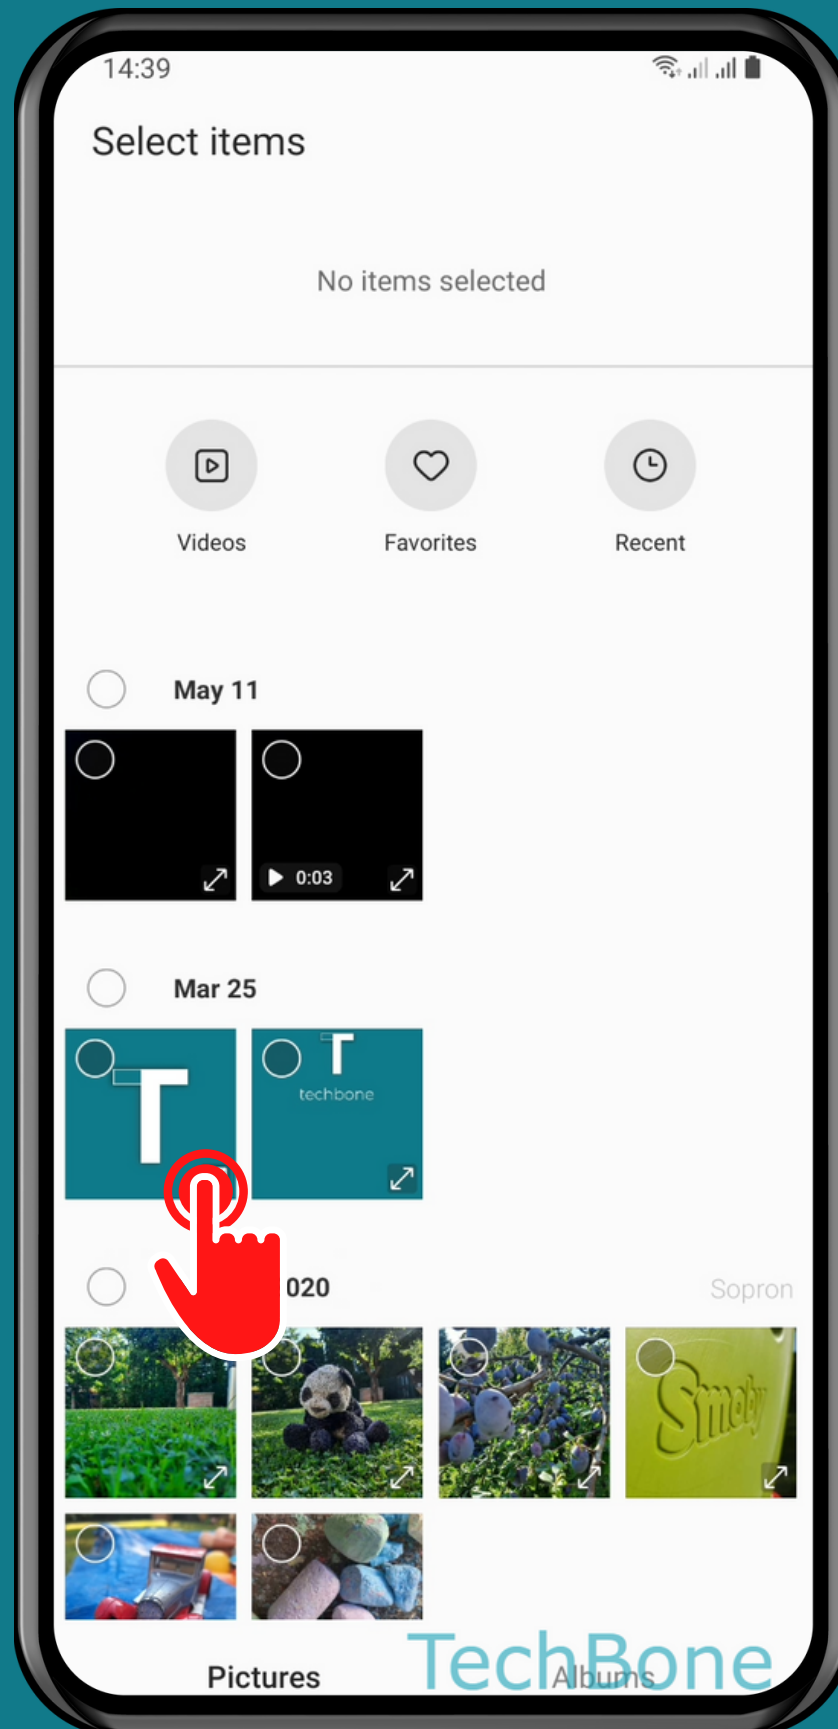 14:39
Select items
No items selected
Videos
Favorites
Recent
May 11
0:03
Mar 25
T
T
techbone
020
Sopron
Smoby
Pictures
Albums
TechBone